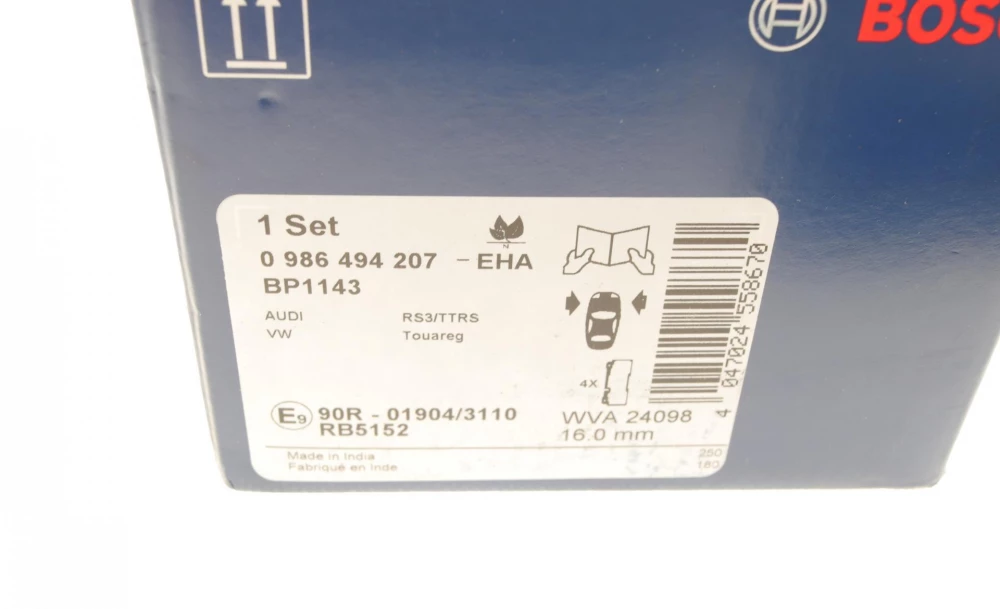 BOSC
1 Set
0 986 494 207 - EHA
BP1143
AUDI RS3/TTRS
VW Touareg
4X
4 047024 558670
E9 90R - 01904/3110
RB5152
WVA 24098
16.0 mm
Made in India
Fabriqué en Inde
250
180